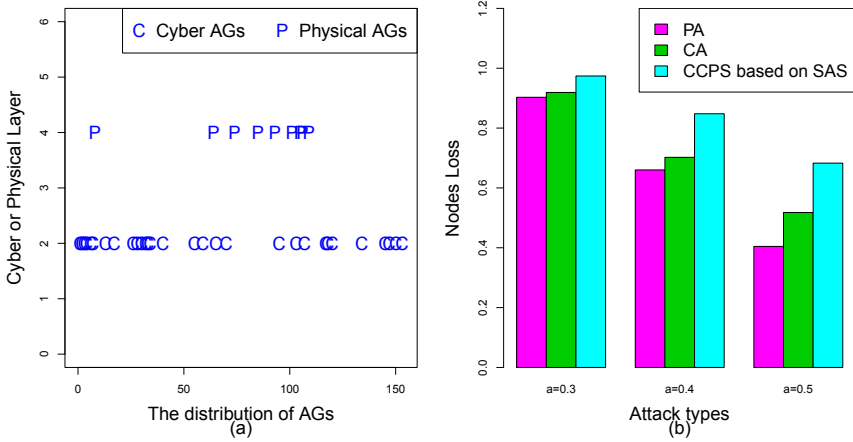 C Cyber AGs P Physical AGs
Cyber or Physical Layer
6
5
4
3
2
1
0
P P P P P P P P P
C C C C C C C C C C C C C C C C C C C C C C C C C C C C C C
0 50 100 150
The distribution of AGs
(a)
PA
CA
CCPS based on SAS
Nodes Loss
1.2
1.0
0.8
0.6
0.4
0.2
0.0
a=0.3 a=0.4 a=0.5
Attack types
(b)